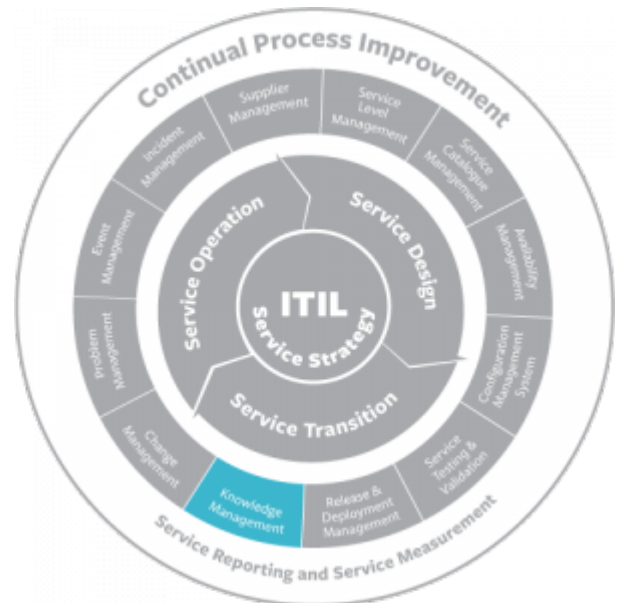 Continual Process Improvement
Supplier
Management
Service
Level
Management
Service
Catalogue
Management
Availability
Management
Configuration
Management
System
Service
Testing &
Validation
Release &
Deployment
Management
Knowledge
Management
Change
Management
Problem
Management
Event
Management
Incident
Management
Service Operation
Service Design
Service Transition
ITIL
Service Strategy
Service Reporting and Service Measurement